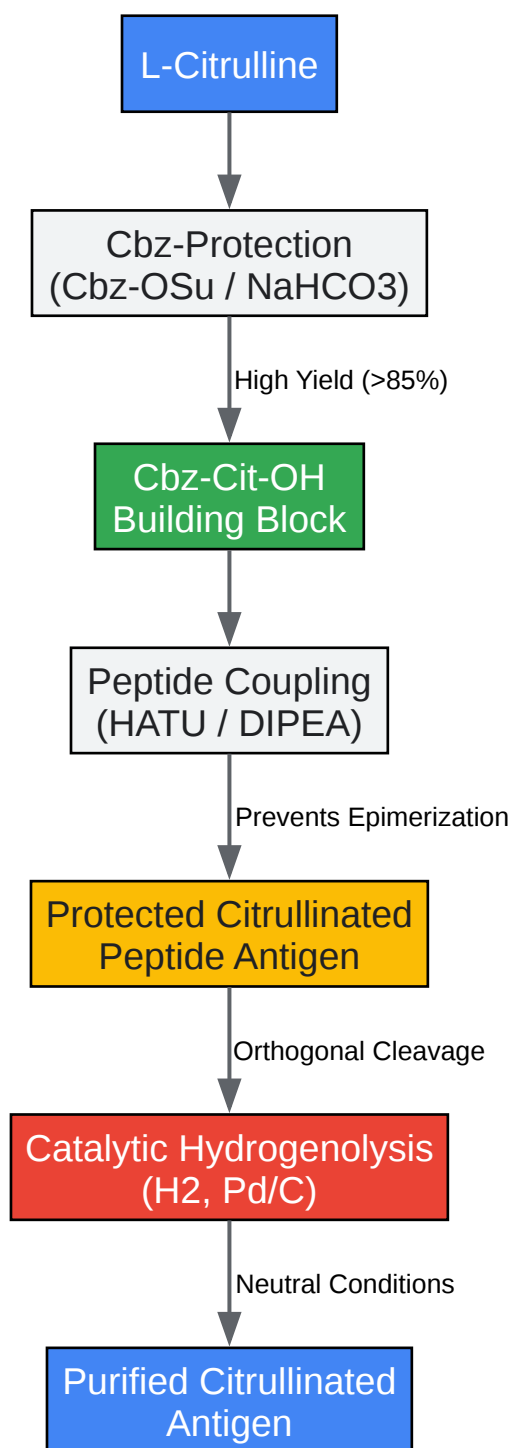 L-Citrulline
Cbz-Protection
(Cbz-OSu / NaHCO3)
High Yield (>85%)
Cbz-Cit-OH
Building Block
Peptide Coupling
(HATU / DIPEA)
Prevents Epimerization
Protected Citrullinated
Peptide Antigen
Orthogonal Cleavage
Catalytic Hydrogenolysis
(H2, Pd/C)
Neutral Conditions
Purified Citrullinated
Antigen